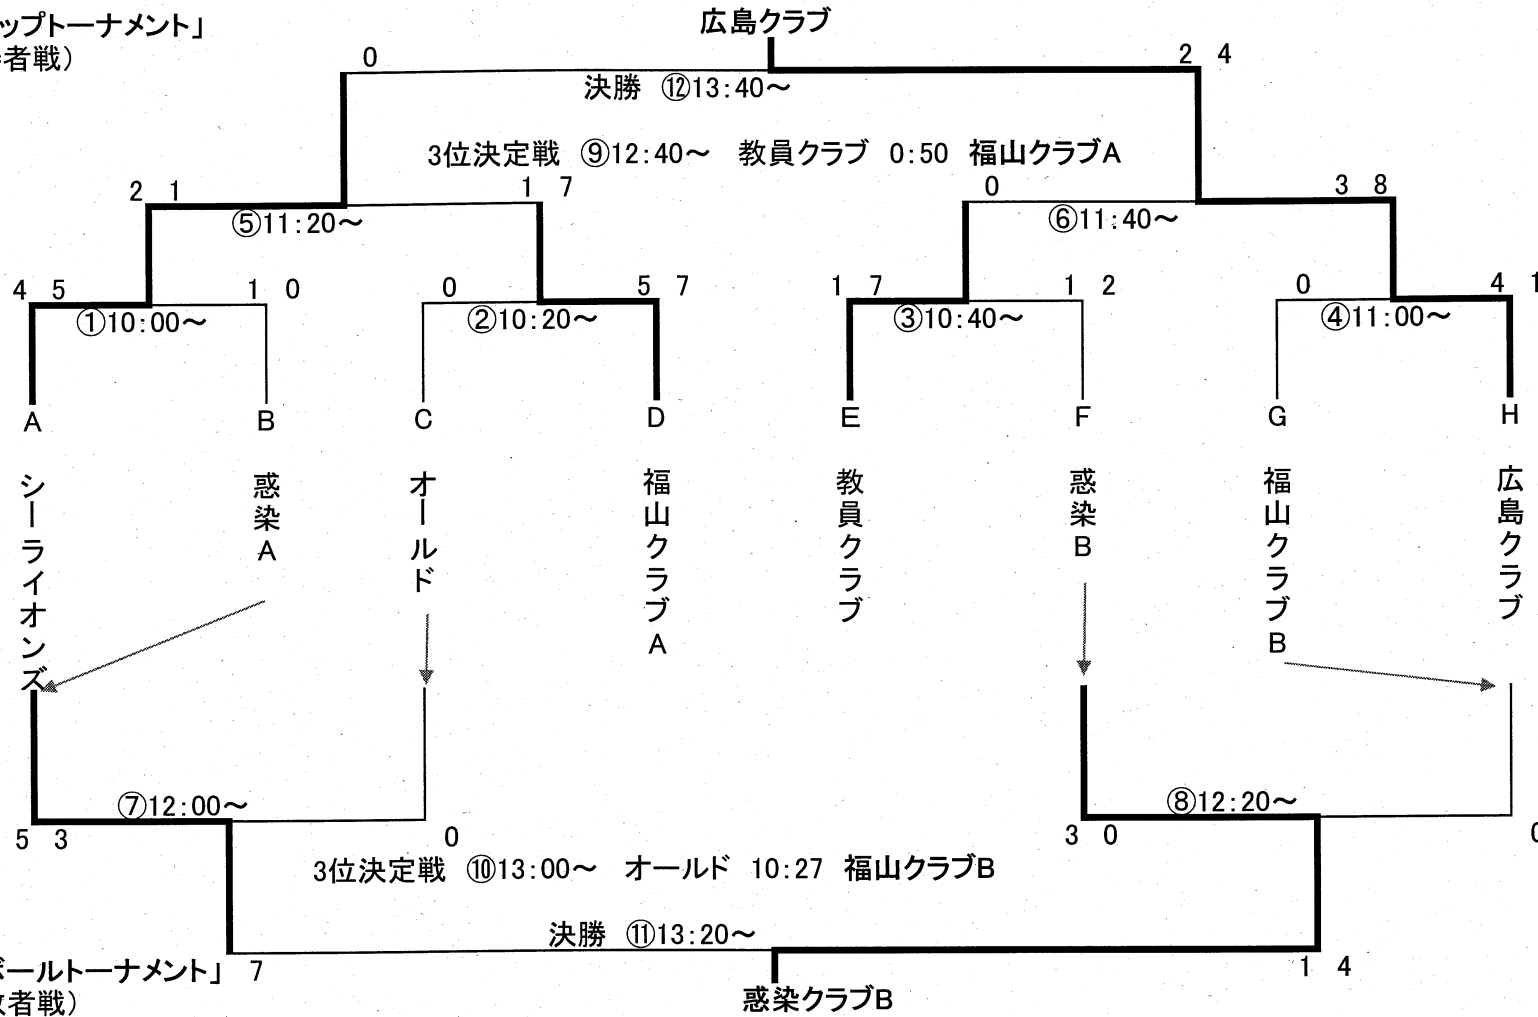 ップトーナメント」
広島クラブ
者戦）
0
2 4
決勝 ⑫13:40～
3位決定戦 ⑨12:40～ 教員クラブ 0:50 福山クラブA
2 1
1 7
0
3 8
⑤11:20～
⑥11:40～
4 5
1 0
0
5 7
1 7
1 2
0
4 1
①10:00～
②10:20～
③10:40～
④11:00～
A
B
C
D
E
F
G
H
シーライオンズ
惑染A
オールド
福山クラブA
教員クラブ
惑染B
福山クラブB
広島クラブ
⑦12:00～
⑧12:20～
5 3
0
3 0
0
3位決定戦 ⑩13:00～ オールド 10:27 福山クラブB
決勝 ⑪13:20～
ボールトーナメント」
7
1 4
敗者戦）
惑染クラブB